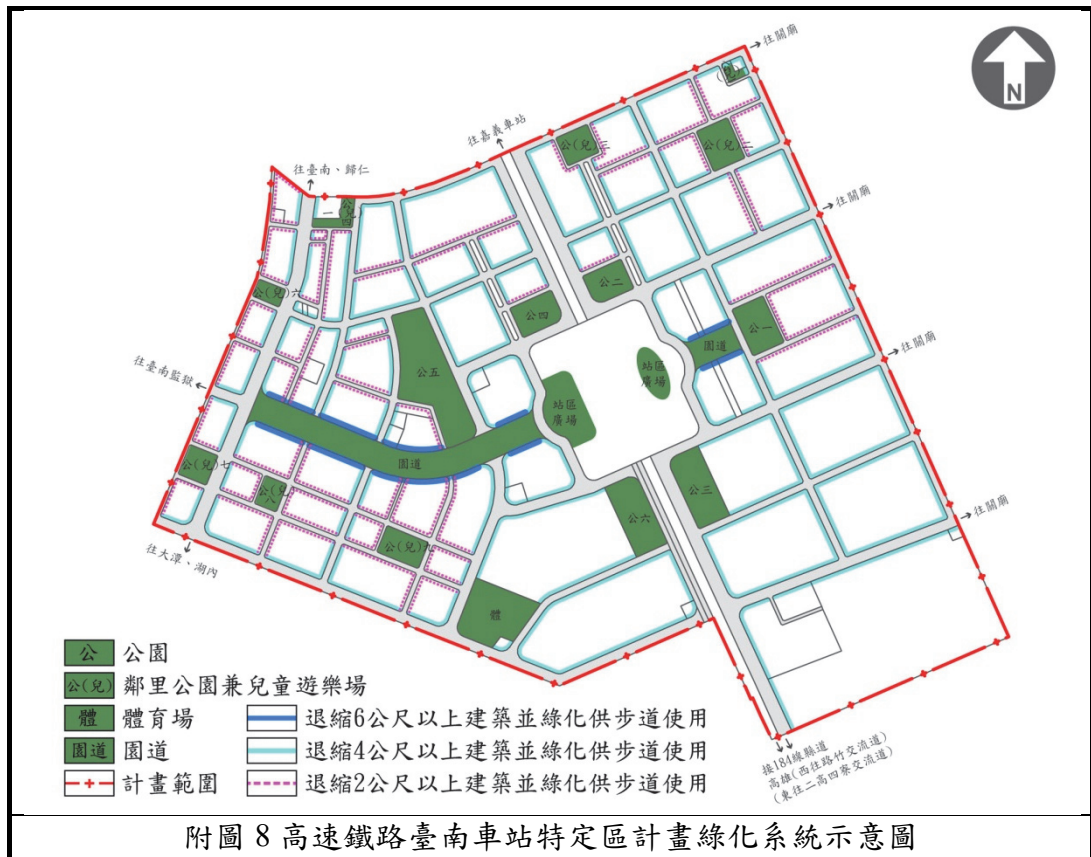 往關廟
N
往嘉義車站
往臺南、歸仁
公(兒)三
公(兒)二
公(兒)四
一
往關廟
公(兒)六
公二
公四
公一
園道
站區廣場
往關廟
公五
往臺南監獄
站區廣場
園道
公(兒)七
公(兒)八
公三
公六
往關廟
公(兒)九
往大潭、湖內
體
公 公園
公(兒) 鄰里公園兼兒童遊樂場
體 體育場
退縮6公尺以上建築並綠化供步道使用
園道 園道
退縮4公尺以上建築並綠化供步道使用
計畫範圍
退縮2公尺以上建築並綠化供步道使用
接184線縣道
高雄(西往路竹交流道)
(東往二高田寮交流道)
附圖 8 高速鐵路臺南車站特定區計畫綠化系統示意圖